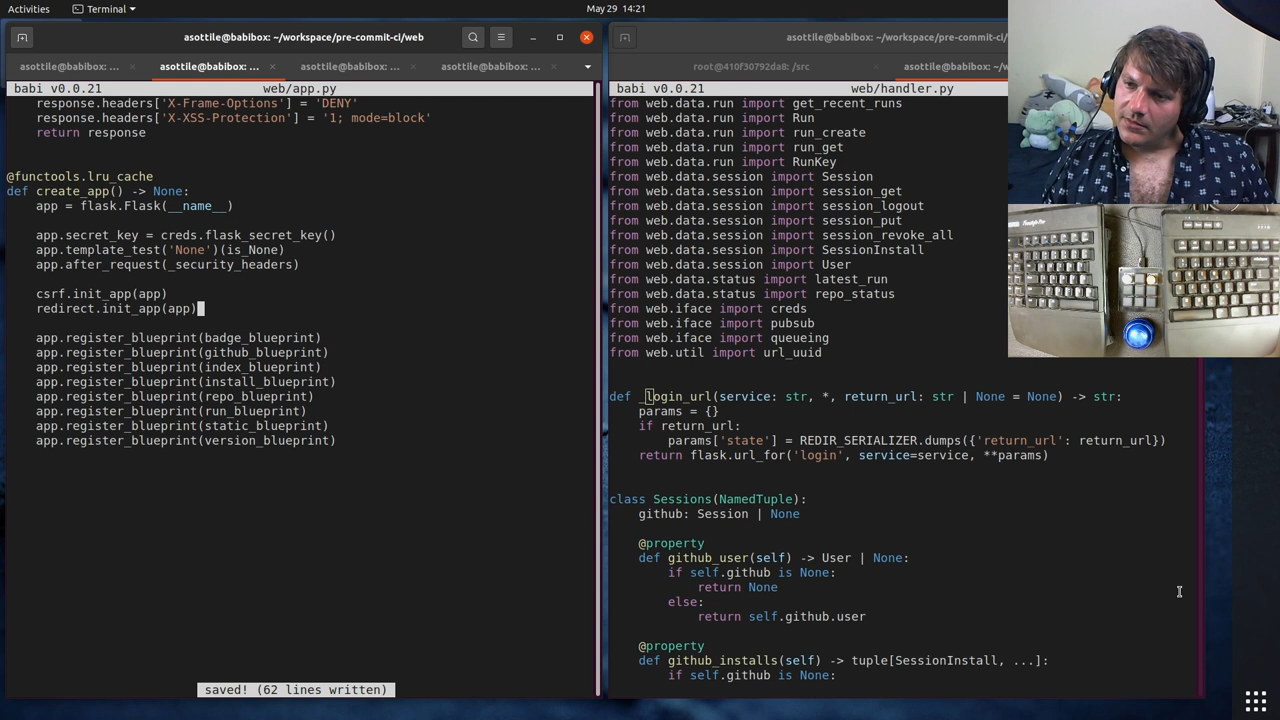 Activities
Terminal
May 29 14:21
asottile@babibox: ~/workspace/pre-commit-ci/web
asottile@babibox: ...
asottile@babibox: ...
asottile@babibox: ...
asottile@babibox: ...
babi v0.0.21 web/app.py
response.headers['X-Frame-Options'] = 'DENY'
response.headers['X-XSS-Protection'] = '1; mode=block'
return response
@functools.lru_cache
def create_app() -> None:
app = flask.Flask(__name__)
app.secret_key = creds.flask_secret_key()
app.template_test('None')(is_None)
app.after_request(_security_headers)
csrf.init_app(app)
redirect.init_app(app)
app.register_blueprint(badge_blueprint)
app.register_blueprint(github_blueprint)
app.register_blueprint(index_blueprint)
app.register_blueprint(install_blueprint)
app.register_blueprint(repo_blueprint)
app.register_blueprint(run_blueprint)
app.register_blueprint(static_blueprint)
app.register_blueprint(version_blueprint)
saved! (62 lines written)
asottile@babibox: ~/workspace/pre-commit-ci/
root@410f30792da8: /src
asottile@babibox: ~/w
babi v0.0.21 web/handler.py
from web.data.run import get_recent_runs
from web.data.run import Run
from web.data.run import run_create
from web.data.run import run_get
from web.data.run import RunKey
from web.data.session import Session
from web.data.session import session_get
from web.data.session import session_logout
from web.data.session import session_put
from web.data.session import session_revoke_all
from web.data.session import SessionInstall
from web.data.session import User
from web.data.status import latest_run
from web.data.status import repo_status
from web.iface import creds
from web.iface import pubsub
from web.iface import queueing
from web.util import url_uuid
def _login_url(service: str, *, return_url: str | None = None) -> str:
params = {}
if return_url:
params['state'] = REDIR_SERIALIZER.dumps({'return_url': return_url})
return flask.url_for('login', service=service, **params)
class Sessions(NamedTuple):
github: Session | None
@property
def github_user(self) -> User | None:
if self.github is None:
return None
else:
return self.github.user
@property
def github_installs(self) -> tuple[SessionInstall, ...]:
if self.github is None: